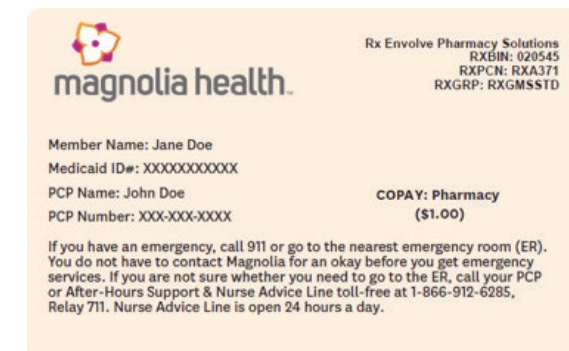 magnolia health™
Rx Envolve Pharmacy Solutions
RXBIN: 020545
RXPCN: RXA371
RXGRP: RXGMSSTD
Member Name: Jane Doe
Medicaid ID#: XXXXXXXXXXX
PCP Name: John Doe
PCP Number: XXX-XXX-XXXX
COPAY: Pharmacy
($1.00)
If you have an emergency, call 911 or go to the nearest emergency room (ER).
You do not have to contact Magnolia for an okay before you get emergency
services. If you are not sure whether you need to go to the ER, call your PCP
or After-Hours Support & Nurse Advice Line toll-free at 1-866-912-6285,
Relay 711. Nurse Advice Line is open 24 hours a day.